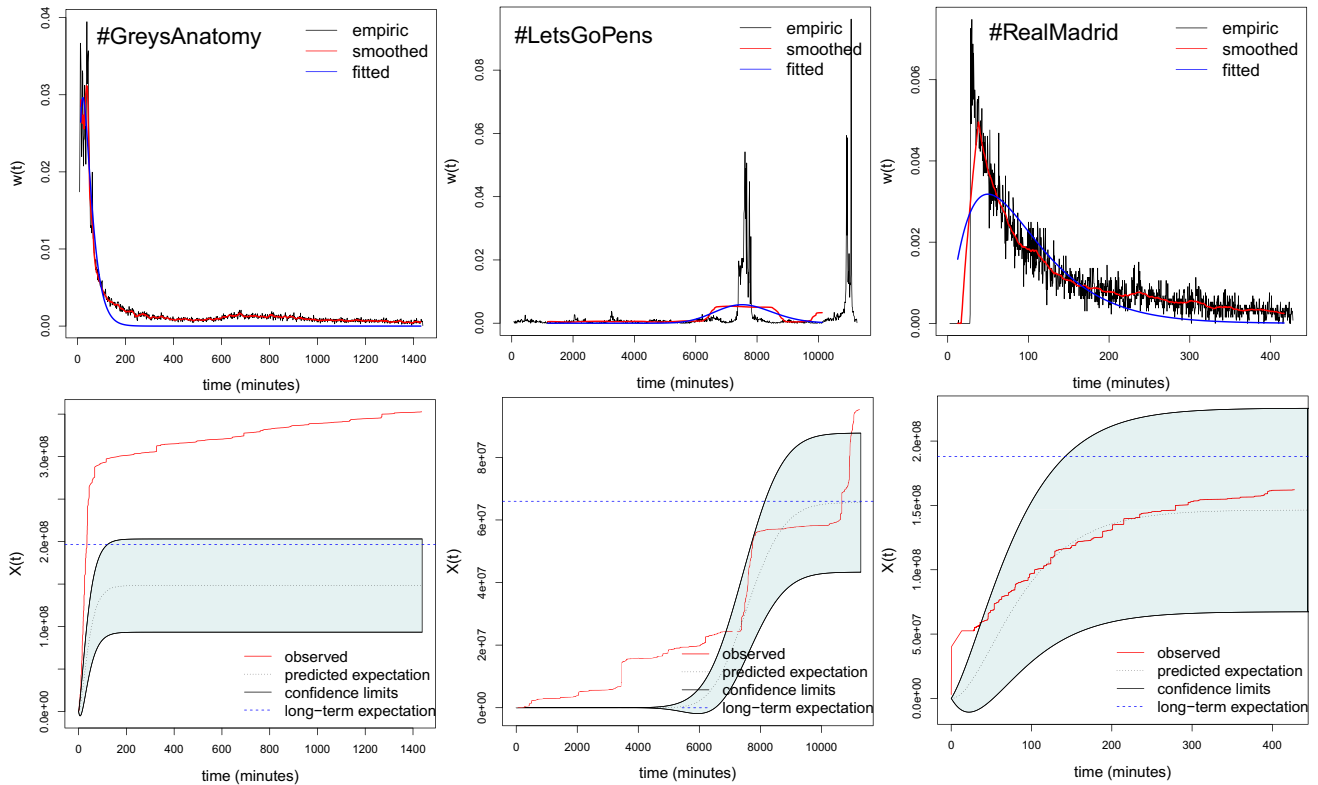 #GreysAnatomy
empiric
smoothed
fitted
0.00
0.01
0.02
0.03
0.04
w(t)
0 200 400 600 800 1000 1200 1400
time (minutes)
#LetsGoPens
empiric
smoothed
fitted
0.00
0.02
0.04
0.06
0.08
w(t)
0 2000 4000 6000 8000 10000
time (minutes)
#RealMadrid
empiric
smoothed
fitted
0.000
0.002
0.004
0.006
w(t)
0 100 200 300 400
time (minutes)
observed
predicted expectation
confidence limits
long−term expectation
0.0e+00
1.0e+08
2.0e+08
3.0e+08
X(t)
0 200 400 600 800 1000 1200 1400
time (minutes)
observed
predicted expectation
confidence limits
long−term expectation
0e+00
2e+07
4e+07
6e+07
8e+07
X(t)
0 2000 4000 6000 8000 10000
time (minutes)
observed
predicted expectation
confidence limits
long−term expectation
0.0e+00
5.0e+07
1.0e+08
1.5e+08
2.0e+08
X(t)
0 100 200 300 400
time (minutes)